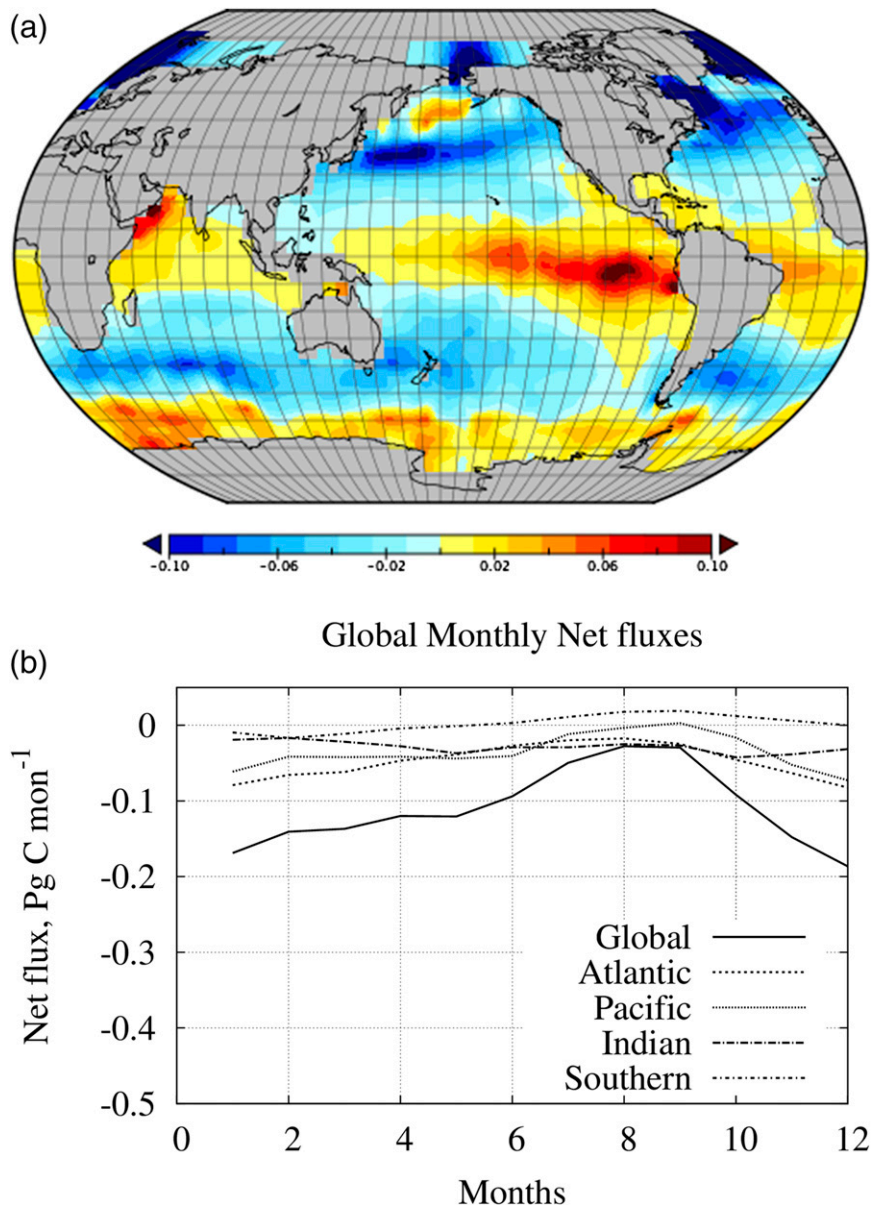 (a)
-0.10 -0.06 -0.02 0.02 0.06 0.10
Global Monthly Net fluxes
(b)
0
-0.1
-0.2
-0.3
-0.4
-0.5
Net flux, Pg C mon⁻¹
Global
Atlantic
Pacific
Indian
Southern
0 2 4 6 8 10 12
Months